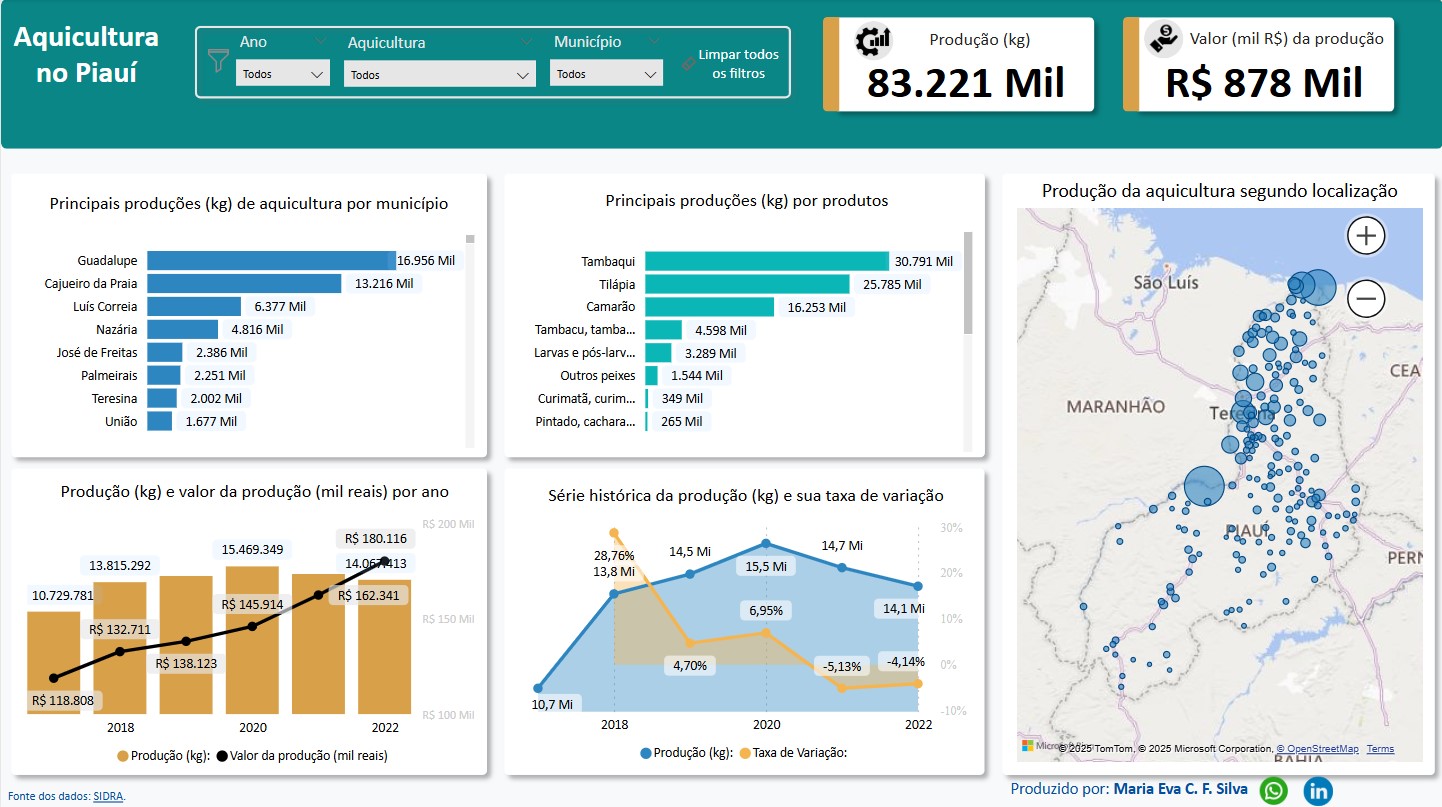 Aquicultura
no Piauí
Ano
Todos
Aquicultura
Todos
Município
Todos
Limpar todos
os filtros
Produção (kg)
83.221 Mil
Valor (mil R$) da produção
R$ 878 Mil
Principais produções (kg) de aquicultura por município
Guadalupe 16.956 Mil
Cajueiro da Praia 13.216 Mil
Luís Correia 6.377 Mil
Nazária 4.816 Mil
José de Freitas 2.386 Mil
Palmeirais 2.251 Mil
Teresina 2.002 Mil
União 1.677 Mil
Principais produções (kg) por produtos
Tambaqui 30.791 Mil
Tilápia 25.785 Mil
Camarão 16.253 Mil
Tambacu, tamba... 4.598 Mil
Larvas e pós-larv... 3.289 Mil
Outros peixes 1.544 Mil
Curimatã, curim... 349 Mil
Pintado, cachara... 265 Mil
Produção da aquicultura segundo localização
São Luís
CEA
MARANHÃO
Teresina
PIAUÍ
PERN
BAHIA
© 2025 TomTom, © 2025 Microsoft Corporation, © OpenStreetMap Terms
Produção (kg) e valor da produção (mil reais) por ano
R$ 200 Mil
R$ 150 Mil
R$ 100 Mil
10.729.781
13.815.292
15.469.349
14.067.413
R$ 118.808
R$ 132.711
R$ 138.123
R$ 145.914
R$ 162.341
R$ 180.116
2018 2020 2022
Produção (kg): Valor da produção (mil reais)
Série histórica da produção (kg) e sua taxa de variação
30%
20%
10%
0%
-10%
10,7 Mi
13,8 Mi
14,5 Mi
15,5 Mi
14,7 Mi
14,1 Mi
28,76%
4,70%
6,95%
-5,13%
-4,14%
2018 2020 2022
Produção (kg): Taxa de Variação:
Fonte dos dados: SIDRA.
Produzido por: Maria Eva C. F. Silva
in